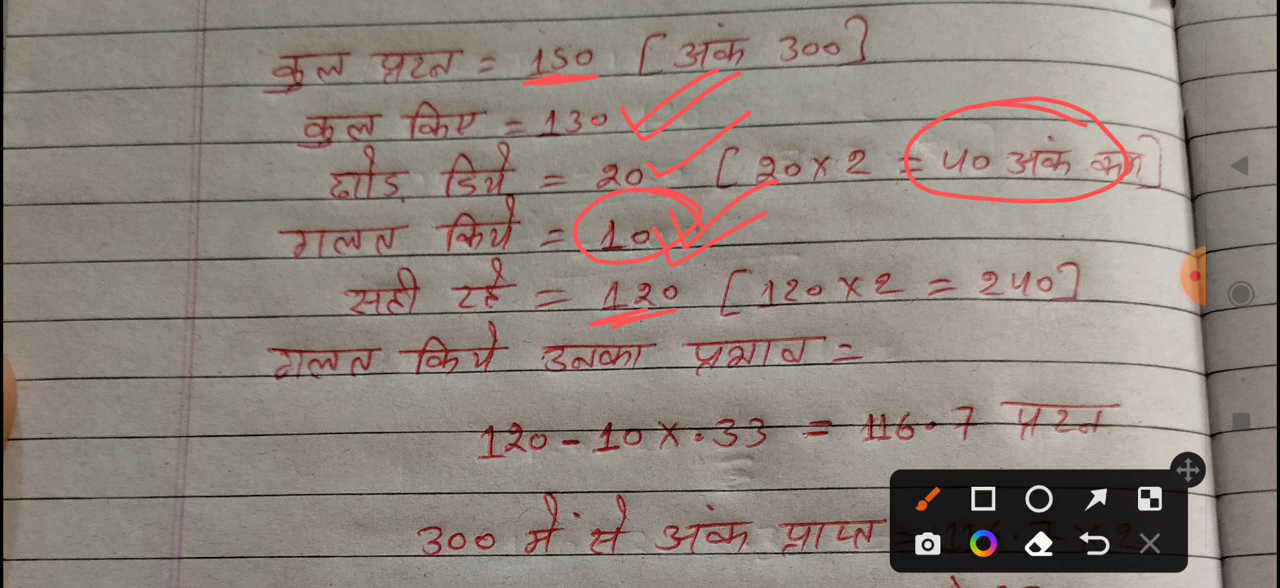 कुल प्रश्न = 150 [अंक 300]
कुल किए = 130
छोड़ दिये = 20 [20×2 = 40 अंक कम]
गलत किये = 10
सही रहे = 120 [120×2 = 240]
गलत किये उनका प्रभाव =
120 - 10×.33 = 116.7 प्रश्न
300 में से अंक प्राप्त =